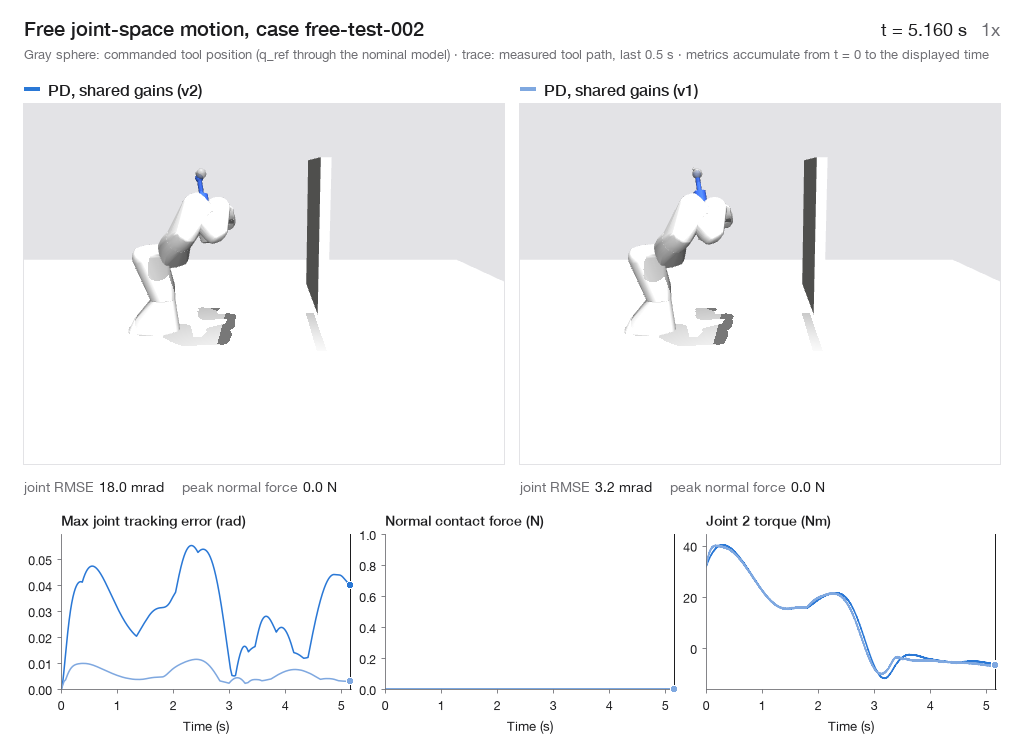 Free joint-space motion, case free-test-002
t = 5.160 s 1x
Gray sphere: commanded tool position (q_ref through the nominal model) · trace: measured tool path, last 0.5 s · metrics accumulate from t = 0 to the displayed time
PD, shared gains (v2)
PD, shared gains (v1)
joint RMSE 18.0 mrad peak normal force 0.0 N
joint RMSE 3.2 mrad peak normal force 0.0 N
Max joint tracking error (rad)
0.05
0.04
0.03
0.02
0.01
0.00
0 1 2 3 4 5
Time (s)
Normal contact force (N)
1.0
0.8
0.6
0.4
0.2
0.0
0 1 2 3 4 5
Time (s)
Joint 2 torque (Nm)
40
20
0
0 1 2 3 4 5
Time (s)